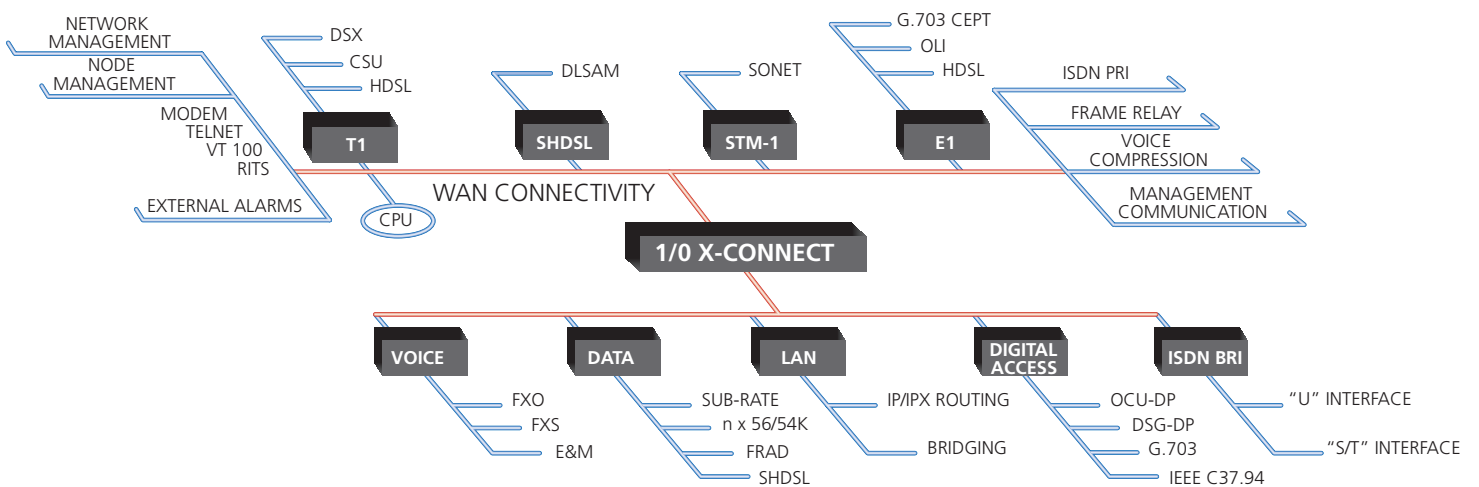 NETWORK
MANAGEMENT
NODE
MANAGEMENT
MODEM
TELNET
VT 100
RITS
EXTERNAL ALARMS
DSX
CSU
HDSL
T1
CPU
DLSAM
SHDSL
SONET
STM-1
G.703 CEPT
OLI
HDSL
E1
ISDN PRI
FRAME RELAY
VOICE
COMPRESSION
MANAGEMENT
COMMUNICATION
WAN CONNECTIVITY
1/0 X-CONNECT
VOICE
FXO
FXS
E&M
DATA
SUB-RATE
n x 56/54K
FRAD
SHDSL
LAN
IP/IPX ROUTING
BRIDGING
DIGITAL
ACCESS
OCU-DP
DSG-DP
G.703
IEEE C37.94
ISDN BRI
“U” INTERFACE
“S/T” INTERFACE